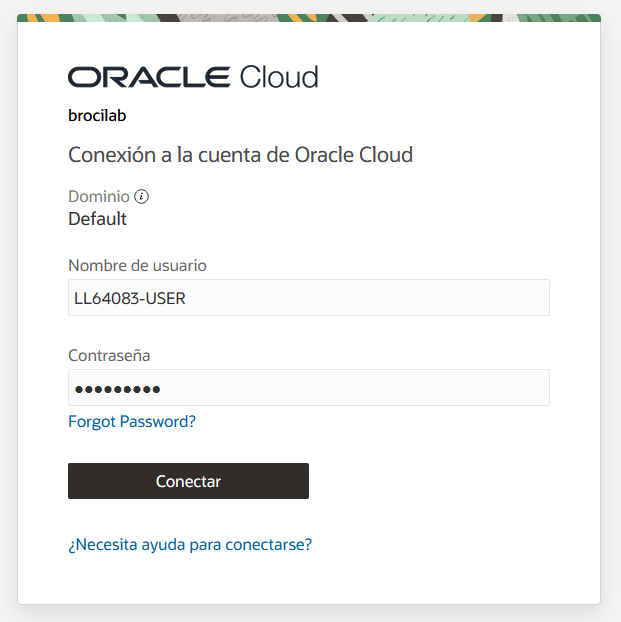 ORACLE Cloud
brocilab
Conexión a la cuenta de Oracle Cloud
Dominio i
Default
Nombre de usuario
LL64083-USER
Contraseña
•••••••••
Forgot Password?
Conectar
¿Necesita ayuda para conectarse?